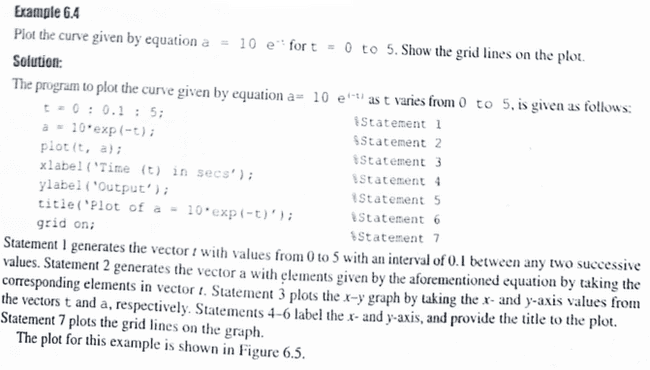 Example 6.4
Plot the curve given by equation a = 10 e⁻ᵗ for t = 0 to 5. Show the grid lines on the plot.
Solution:
The program to plot the curve given by equation a= 10 e⁽⁻ᵗ⁾ as t varies from 0 to 5, is given as follows:
t = 0 : 0.1 : 5; %Statement 1
a = 10*exp(-t); %Statement 2
plot(t, a); %Statement 3
xlabel('Time (t) in secs'); %Statement 4
ylabel('Output'); %Statement 5
title('Plot of a = 10*exp(-t)'); %Statement 6
grid on; %Statement 7
Statement 1 generates the vector t with values from 0 to 5 with an interval of 0.1 between any two successive
values. Statement 2 generates the vector a with elements given by the aforementioned equation by taking the
corresponding elements in vector t. Statement 3 plots the x–y graph by taking the x- and y-axis values from
the vectors t and a, respectively. Statements 4–6 label the x- and y-axis, and provide the title to the plot.
Statement 7 plots the grid lines on the graph.
The plot for this example is shown in Figure 6.5.